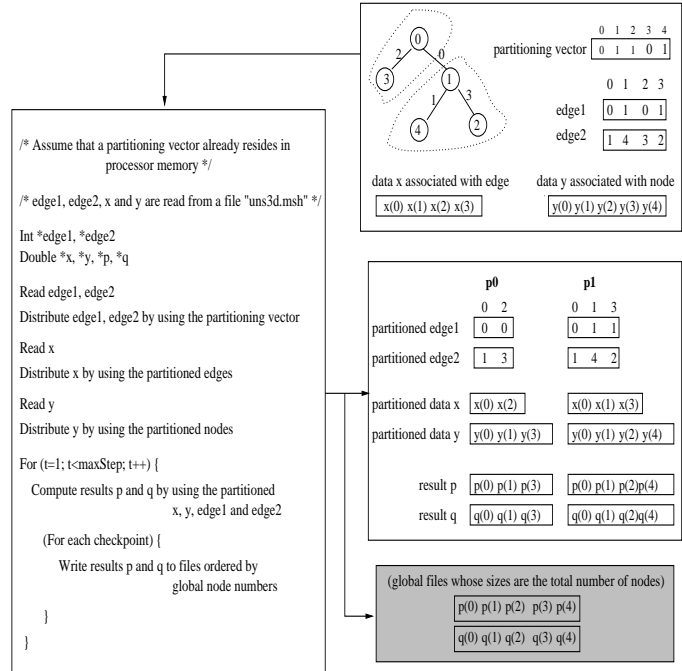 0
2
0
3
1
1
3
4
2
0 1 2 3 4
partitioning vector 0 1 1 0 1
0 1 2 3
edge1 0 1 0 1
edge2 1 4 3 2
data x associated with edge
data y associated with node
x(0) x(1) x(2) x(3)
y(0) y(1) y(2) y(3) y(4)
/* Assume that a partitioning vector already resides in
processor memory */
/* edge1, edge2, x and y are read from a file "uns3d.msh" */
Int *edge1, *edge2
Double *x, *y, *p, *q
Read edge1, edge2
Distribute edge1, edge2 by using the partitioning vector
Read x
Distribute x by using the partitioned edges
Read y
Distribute y by using the partitioned nodes
For (t=1; t<maxStep; t++) {
Compute results p and q by using the partitioned
x, y, edge1 and edge2
(For each checkpoint) {
Write results p and q to files ordered by
global node numbers
}
}
p0 p1
0 2 0 1 3
partitioned edge1 0 0 0 1 1
partitioned edge2 1 3 1 4 2
partitioned data x x(0) x(2) x(0) x(1) x(3)
partitioned data y y(0) y(1) y(3) y(0) y(1) y(2) y(4)
result p p(0) p(1) p(3) p(0) p(1) p(2)p(4)
result q q(0) q(1) q(3) q(0) q(1) q(2)q(4)
(global files whose sizes are the total number of nodes)
p(0) p(1) p(2) p(3) p(4)
q(0) q(1) q(2) q(3) q(4)